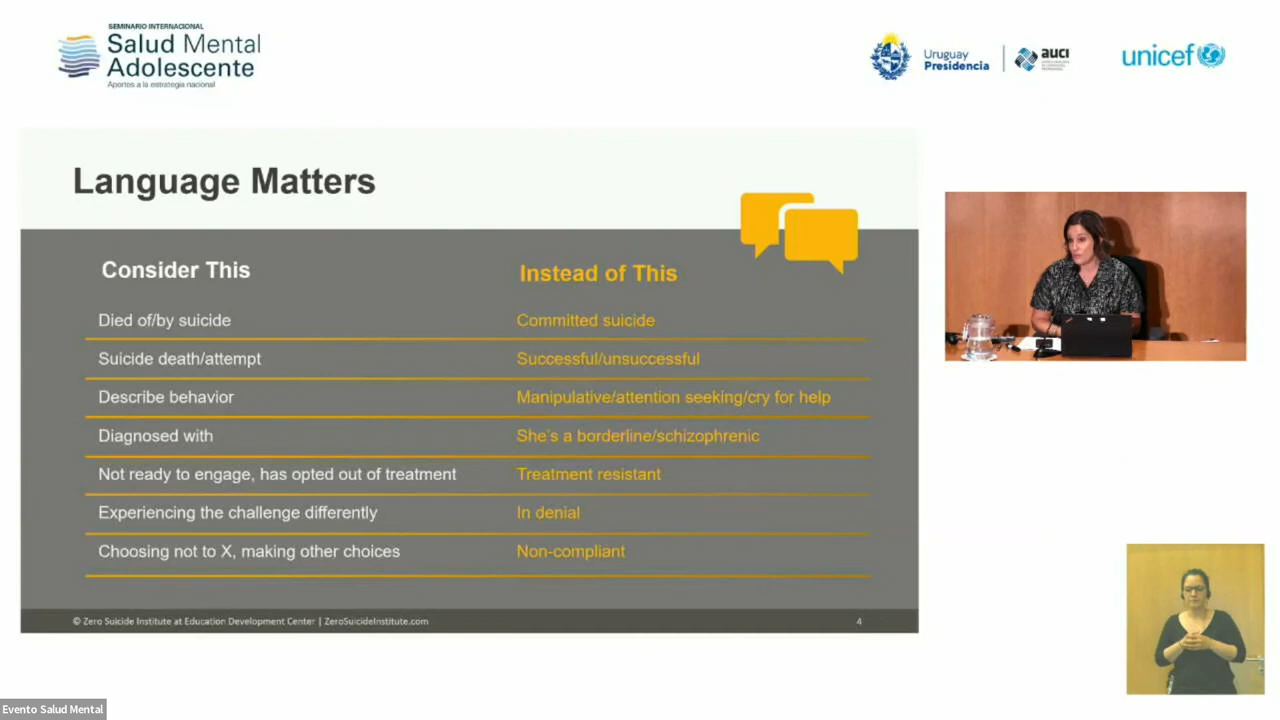 SEMINARIO INTERNACIONAL
Salud Mental
Adolescente
Aportes a la estrategia nacional
Uruguay
Presidencia
AUCI
unicef
Language Matters
Consider This
Instead of This
Died of/by suicide
Committed suicide
Suicide death/attempt
Successful/unsuccessful
Describe behavior
Manipulative/attention seeking/cry for help
Diagnosed with
She's a borderline/schizophrenic
Not ready to engage, has opted out of treatment
Treatment resistant
Experiencing the challenge differently
In denial
Choosing not to X, making other choices
Non-compliant
© Zero Suicide Institute at Education Development Center | ZeroSuicideInstitute.com
4
Evento Salud Mental